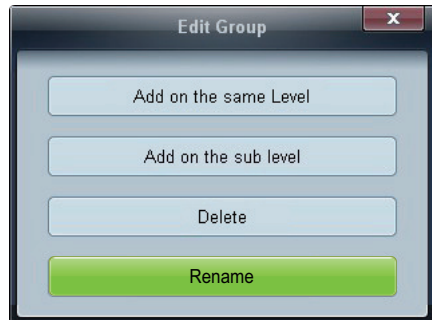 Edit Group
x
Add on the same Level
Add on the sub level
Delete
Rename